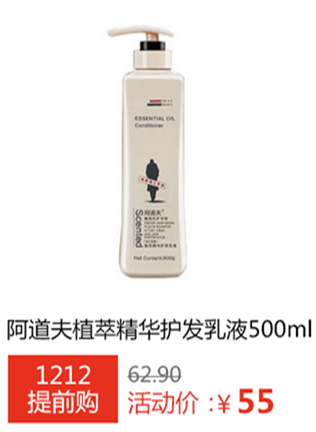 ESSENTIAL OIL
Conditioner
阿道夫
Scented
Net Content:800g
阿道夫植萃精华护发乳液500ml
1212
提前购
62.90
活动价:¥55